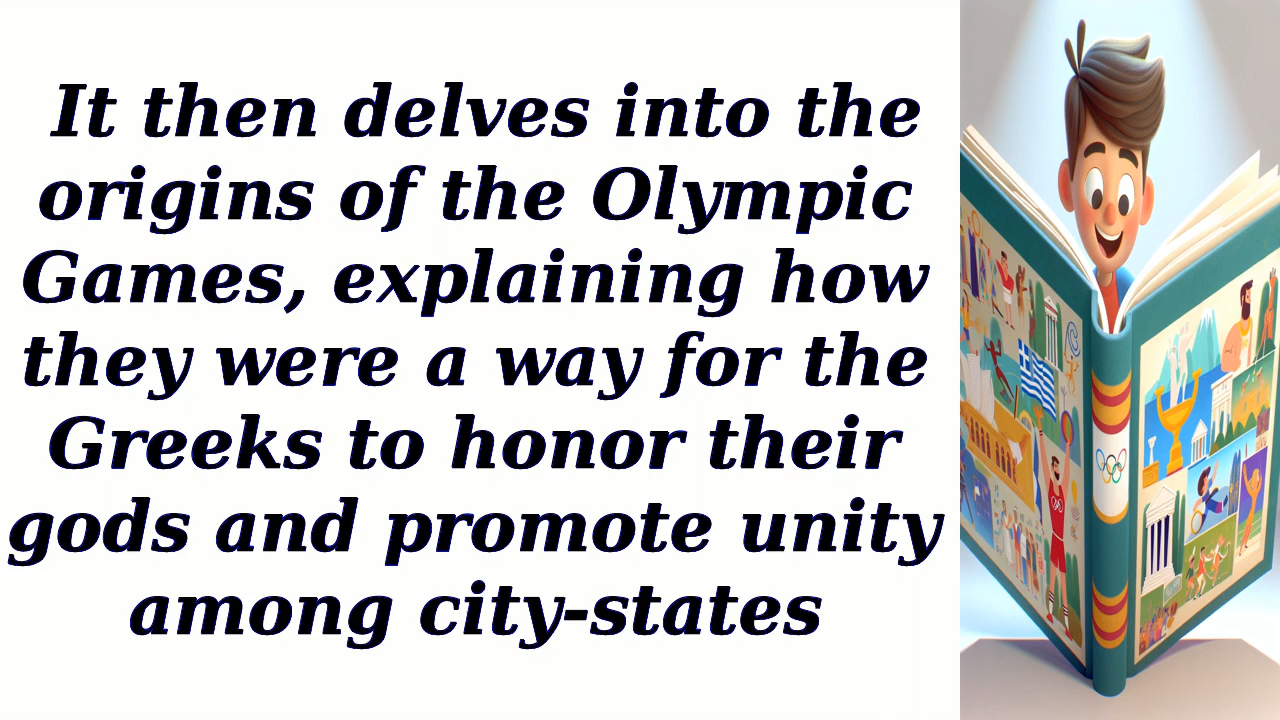 It then delves into the
origins of the Olympic
Games, explaining how
they were a way for the
Greeks to honor their
gods and promote unity
among city-states